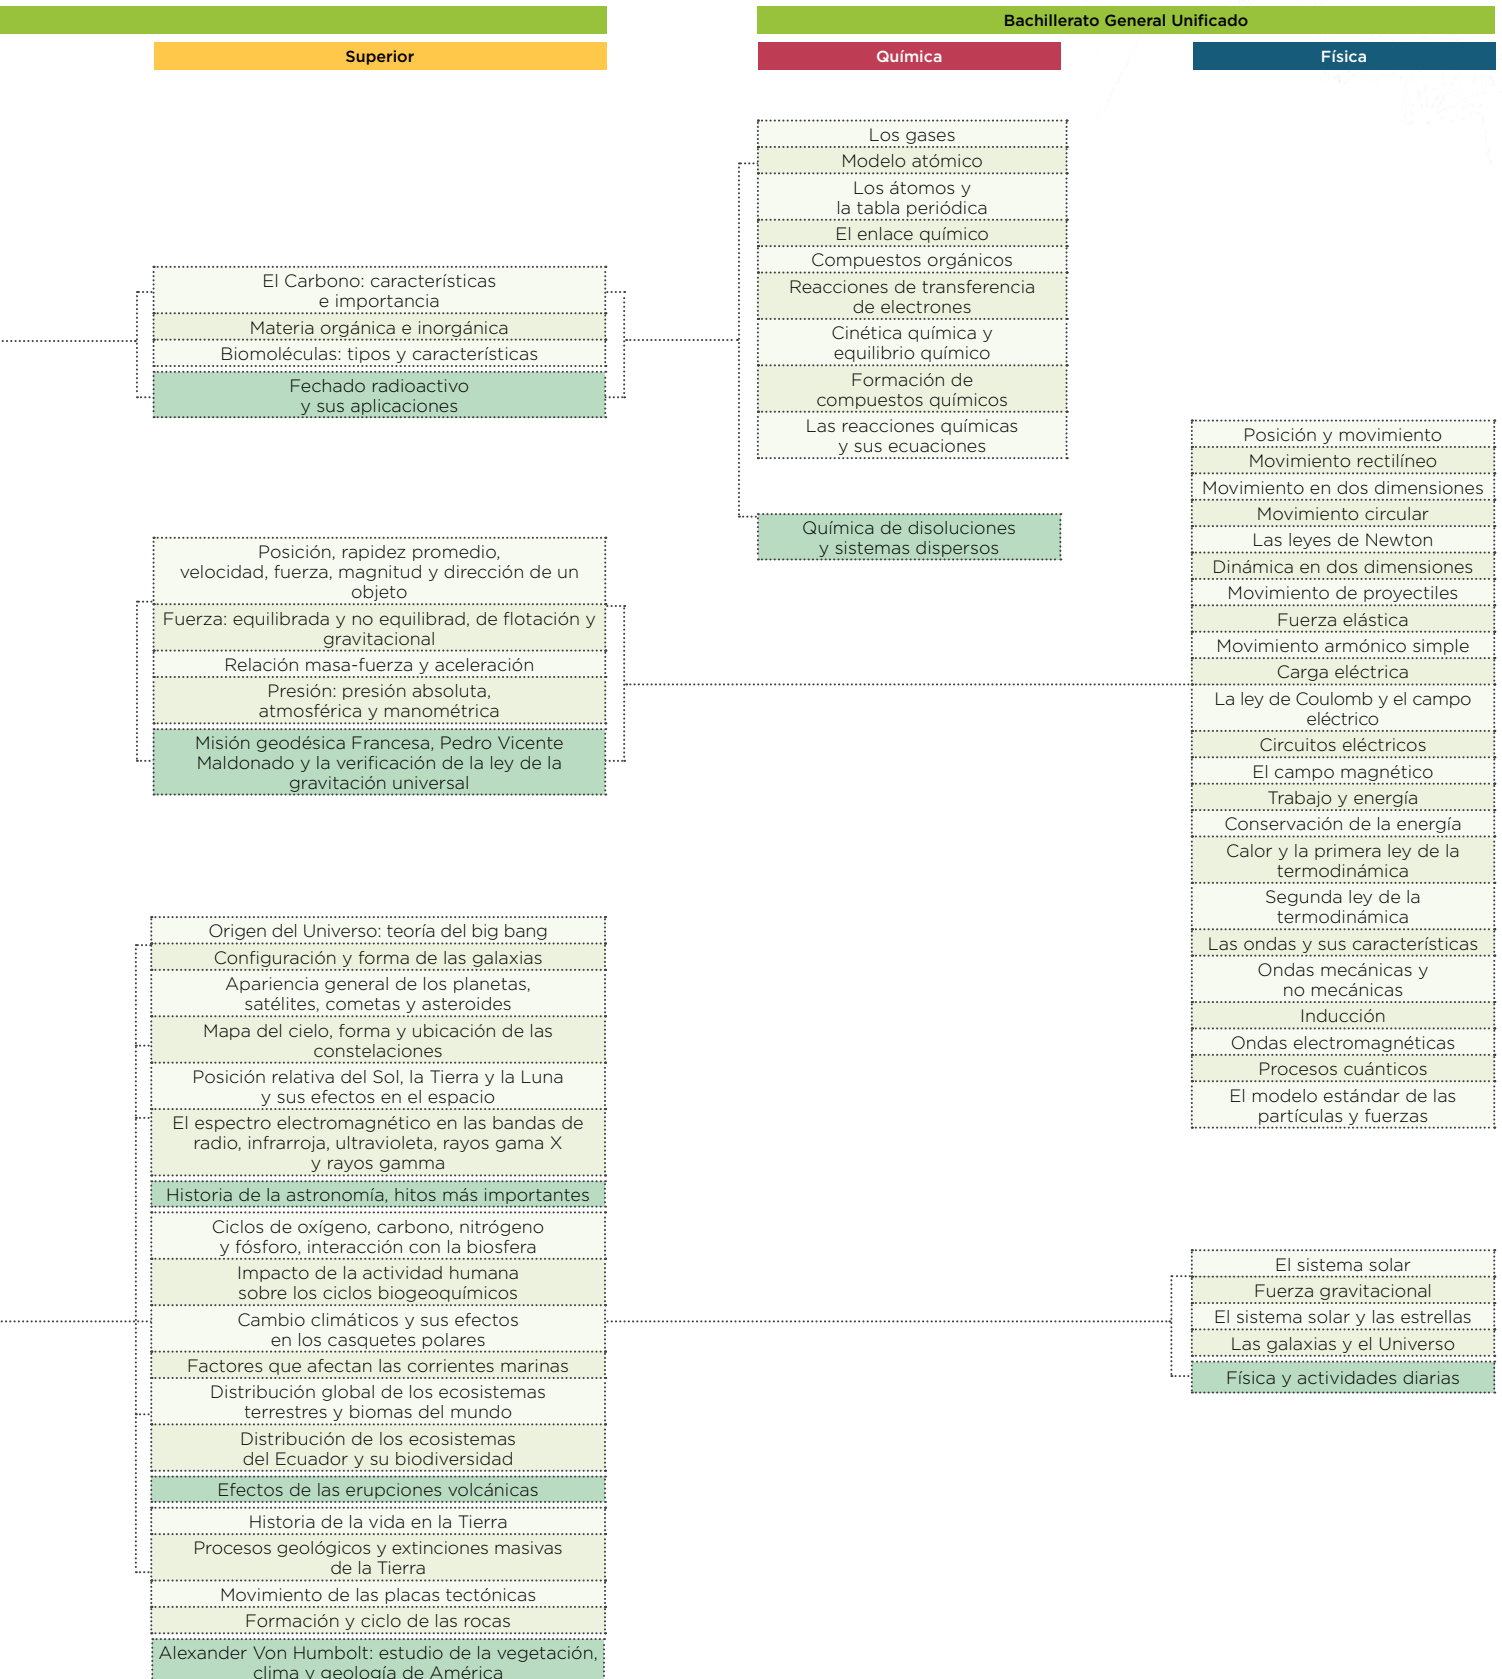 Bachillerato General Unificado
Superior
Química
Física
Los gases
Modelo atómico
Los átomos y
la tabla periódica
El enlace químico
Compuestos orgánicos
Reacciones de transferencia
de electrones
Cinética química y
equilibrio químico
Formación de
compuestos químicos
Las reacciones químicas
y sus ecuaciones
Química de disoluciones
y sistemas dispersos
El Carbono: características
e importancia
Materia orgánica e inorgánica
Biomoléculas: tipos y características
Fechado radioactivo
y sus aplicaciones
Posición, rapidez promedio,
velocidad, fuerza, magnitud y dirección de un
objeto
Fuerza: equilibrada y no equilibrad, de flotación y
gravitacional
Relación masa-fuerza y aceleración
Presión: presión absoluta,
atmosférica y manométrica
Misión geodésica Francesa, Pedro Vicente
Maldonado y la verificación de la ley de la
gravitación universal
Posición y movimiento
Movimiento rectilíneo
Movimiento en dos dimensiones
Movimiento circular
Las leyes de Newton
Dinámica en dos dimensiones
Movimiento de proyectiles
Fuerza elástica
Movimiento armónico simple
Carga eléctrica
La ley de Coulomb y el campo
eléctrico
Circuitos eléctricos
El campo magnético
Trabajo y energía
Conservación de la energía
Calor y la primera ley de la
termodinámica
Segunda ley de la
termodinámica
Las ondas y sus características
Ondas mecánicas y
no mecánicas
Inducción
Ondas electromagnéticas
Procesos cuánticos
El modelo estándar de las
partículas y fuerzas
Origen del Universo: teoría del big bang
Configuración y forma de las galaxias
Apariencia general de los planetas,
satélites, cometas y asteroides
Mapa del cielo, forma y ubicación de las
constelaciones
Posición relativa del Sol, la Tierra y la Luna
y sus efectos en el espacio
El espectro electromagnético en las bandas de
radio, infrarroja, ultravioleta, rayos gama X
y rayos gamma
Historia de la astronomía, hitos más importantes
Ciclos de oxígeno, carbono, nitrógeno
y fósforo, interacción con la biosfera
Impacto de la actividad humana
sobre los ciclos biogeoquímicos
Cambio climáticos y sus efectos
en los casquetes polares
Factores que afectan las corrientes marinas
Distribución global de los ecosistemas
terrestres y biomas del mundo
Distribución de los ecosistemas
del Ecuador y su biodiversidad
Efectos de las erupciones volcánicas
Historia de la vida en la Tierra
Procesos geológicos y extinciones masivas
de la Tierra
Movimiento de las placas tectónicas
Formación y ciclo de las rocas
Alexander Von Humbolt: estudio de la vegetación,
clima y geología de América
El sistema solar
Fuerza gravitacional
El sistema solar y las estrellas
Las galaxias y el Universo
Física y actividades diarias